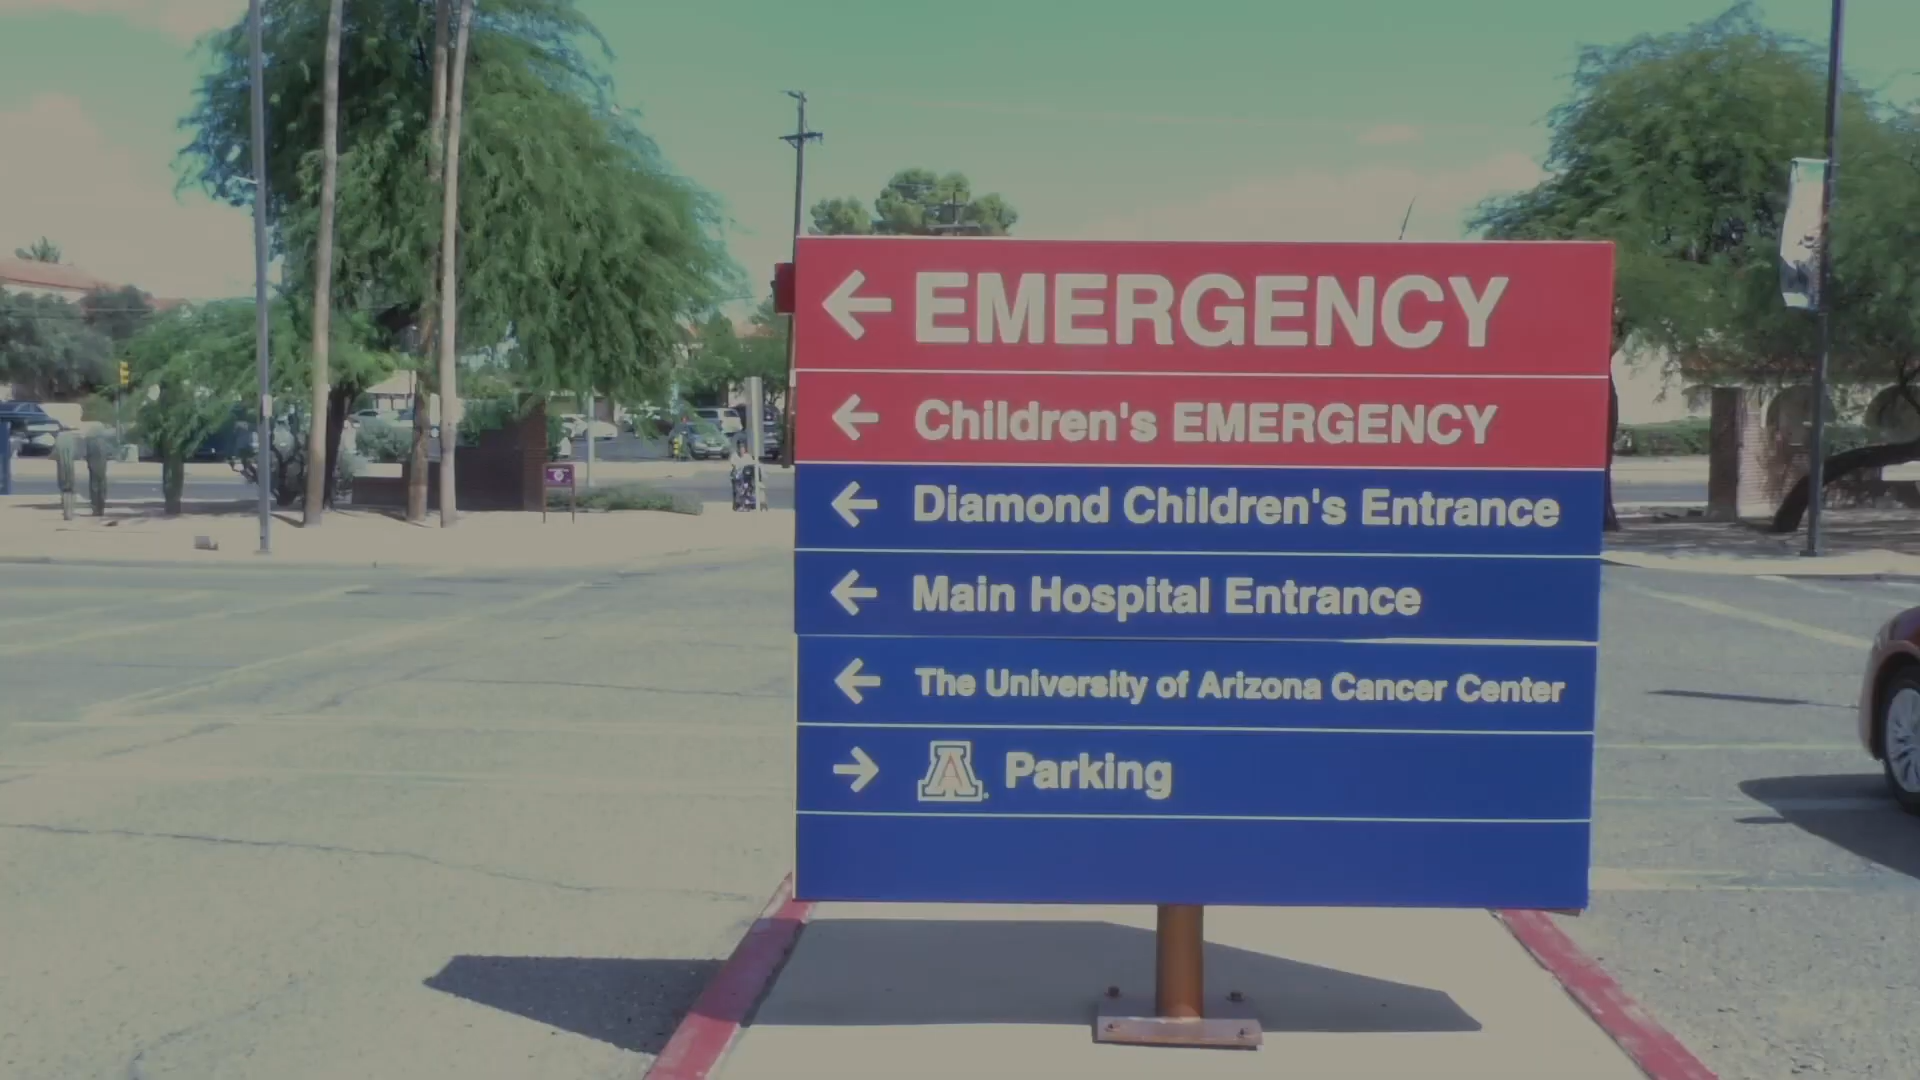 ← EMERGENCY
← Children's EMERGENCY
← Diamond Children's Entrance
← Main Hospital Entrance
← The University of Arizona Cancer Center
→ A Parking